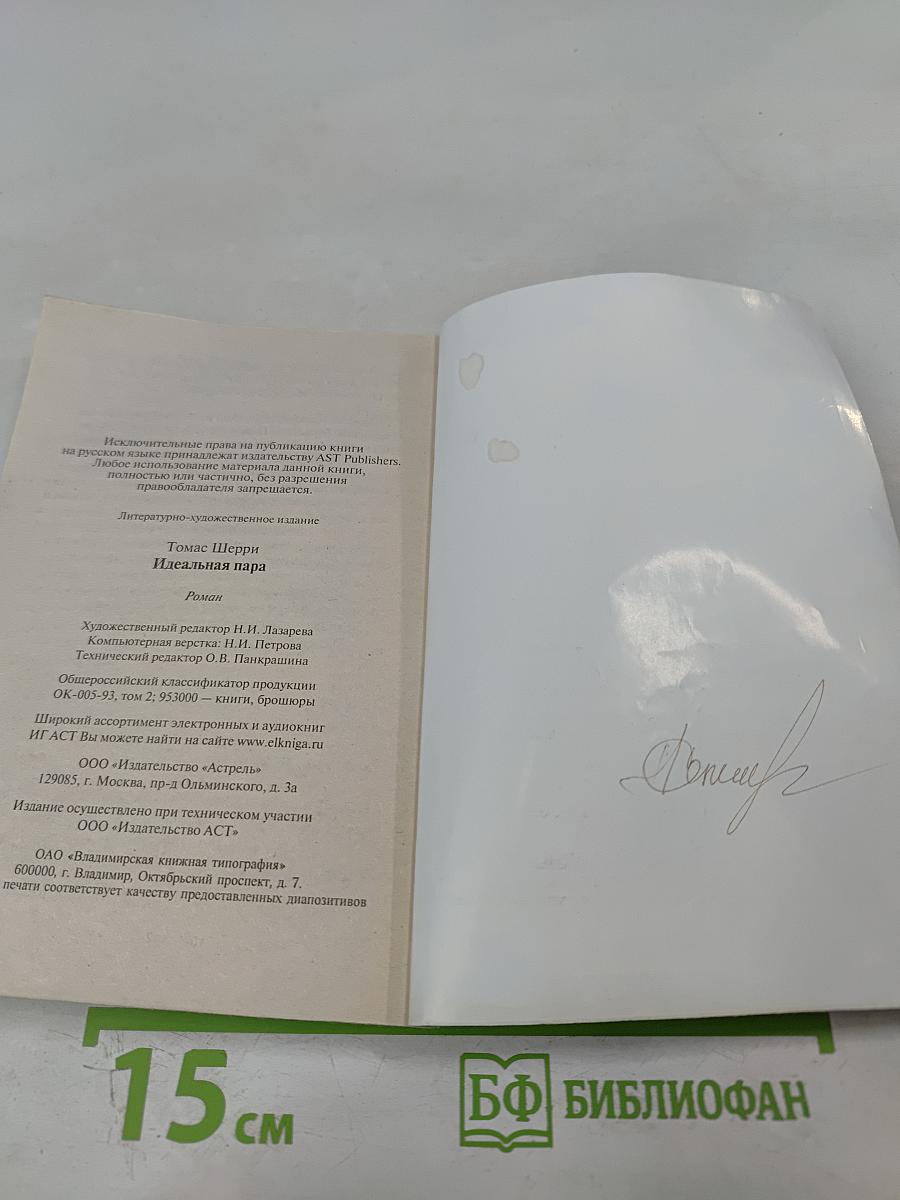 Исключительные права на публикацию книги
на русском языке принадлежат издательству AST Publishers.
Любое использование материала данной книги,
полностью или частично, без разрешения
правообладателя запрещается.
Литературно-художественное издание
Томас Шерри
Идеальная пара
Роман
Художественный редактор Н.И. Лазарева
Компьютерная верстка: Н.И. Петрова
Технический редактор О.В. Панкрашина
Общероссийский классификатор продукции
ОК-005-93, том 2; 953000 — книги, брошюры
Широкий ассортимент электронных и аудиокниг
ИГ АСТ Вы можете найти на сайте www.elkniga.ru
ООО «Издательство «Астрель»
129085, г. Москва, пр-д Ольминского, д. 3а
Издание осуществлено при техническом участии
ООО «Издательство АСТ»
ОАО «Владимирская книжная типография»
600000, г. Владимир, Октябрьский проспект, д. 7.
печати соответствует качеству предоставленных диапозитивов
15 см
БФ БИБЛИОФАН